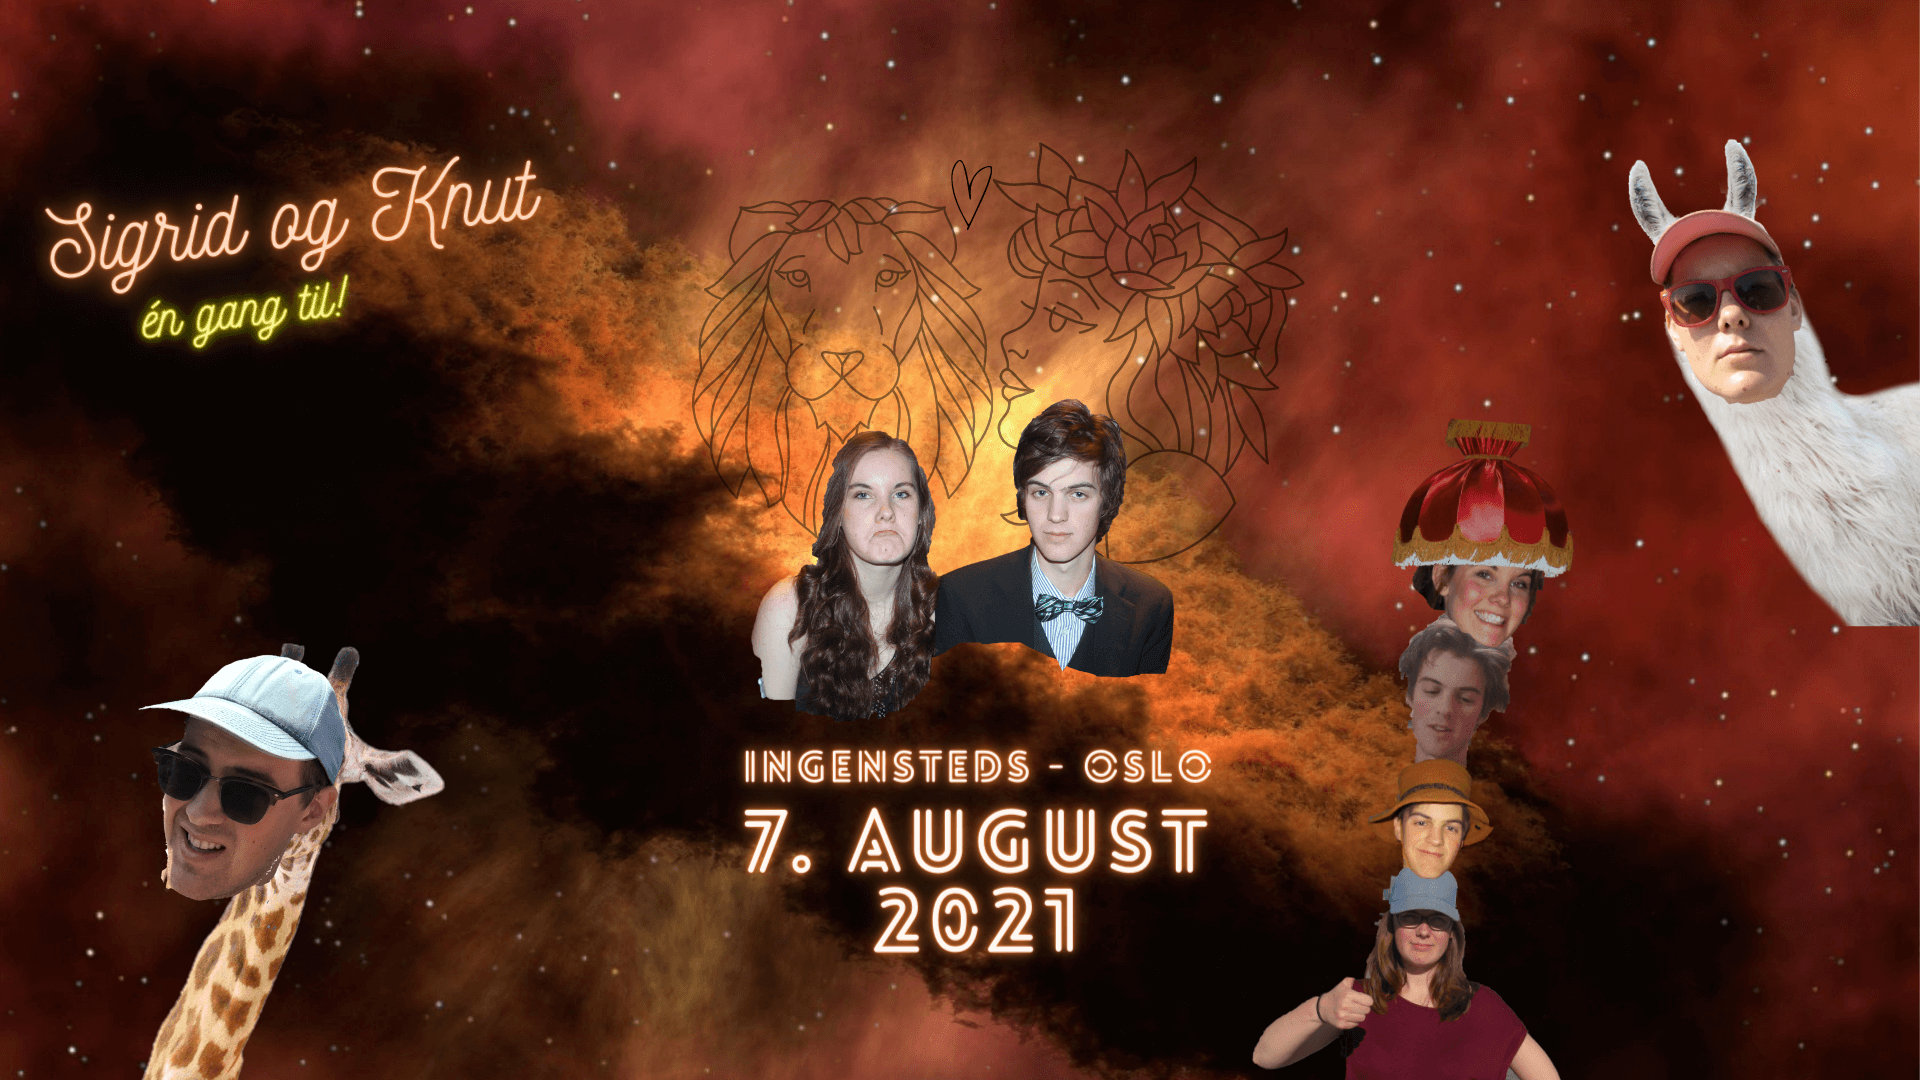 Sigrid og Knut
én gang til!
INGENSTEDS - OSLO
7. AUGUST
2021